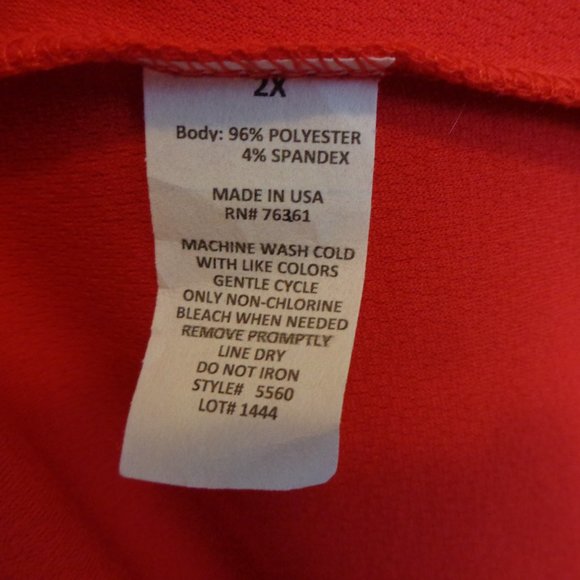 2X
Body: 96% POLYESTER
4% SPANDEX
MADE IN USA
RN# 76361
MACHINE WASH COLD
WITH LIKE COLORS
GENTLE CYCLE
ONLY NON-CHLORINE
BLEACH WHEN NEEDED
REMOVE PROMPTLY
LINE DRY
DO NOT IRON
STYLE# 5560
LOT# 1444